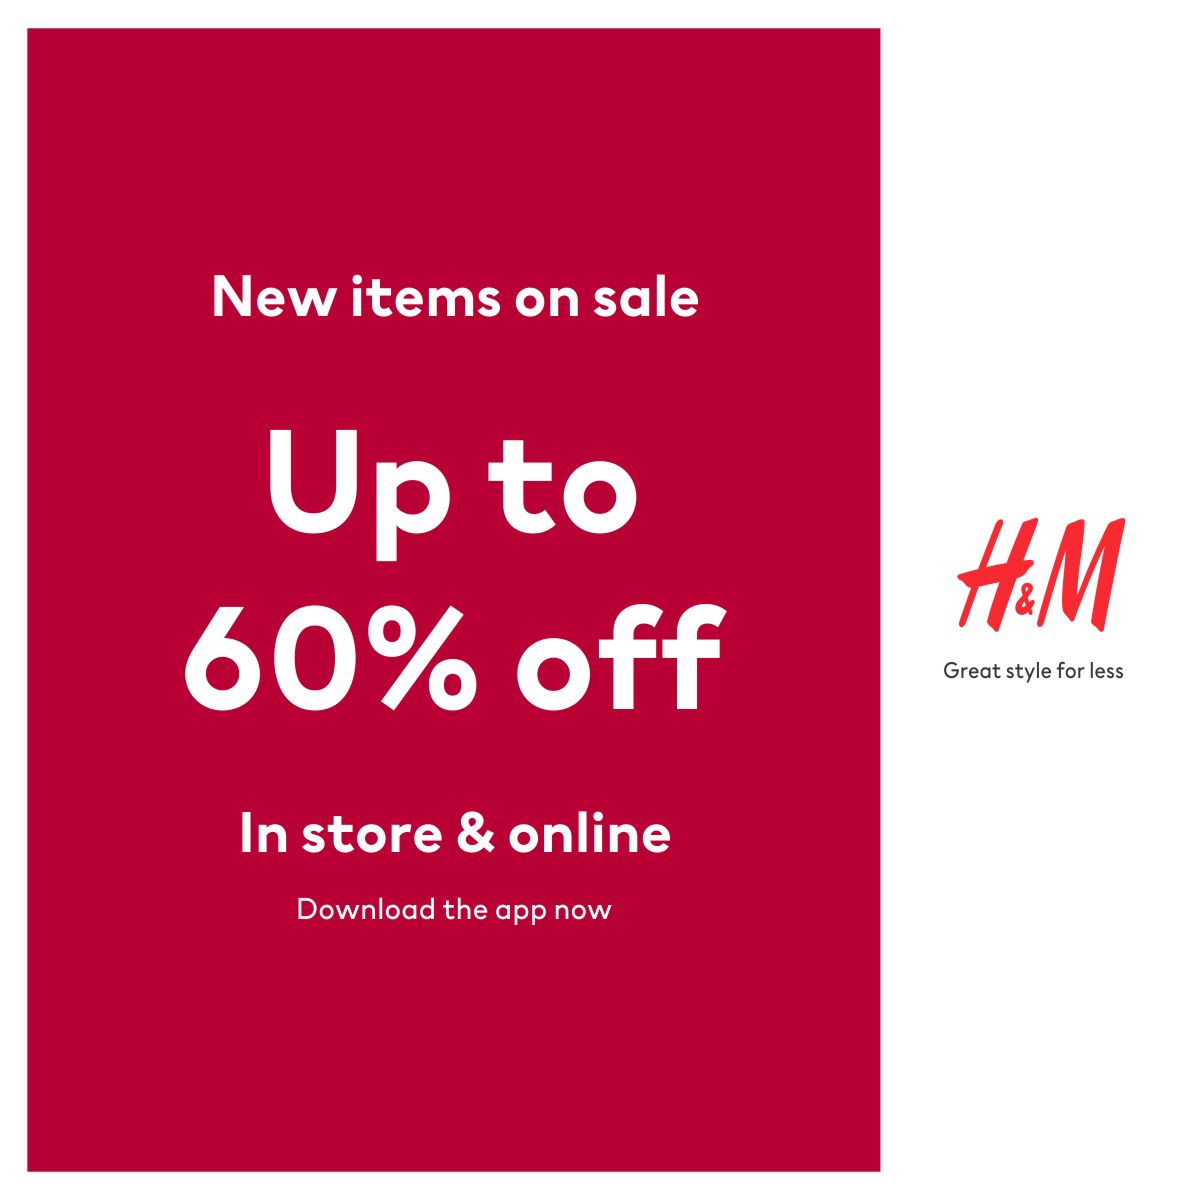 New items on sale
Up to
60% off
In store & online
Download the app now
H&M
Great style for less